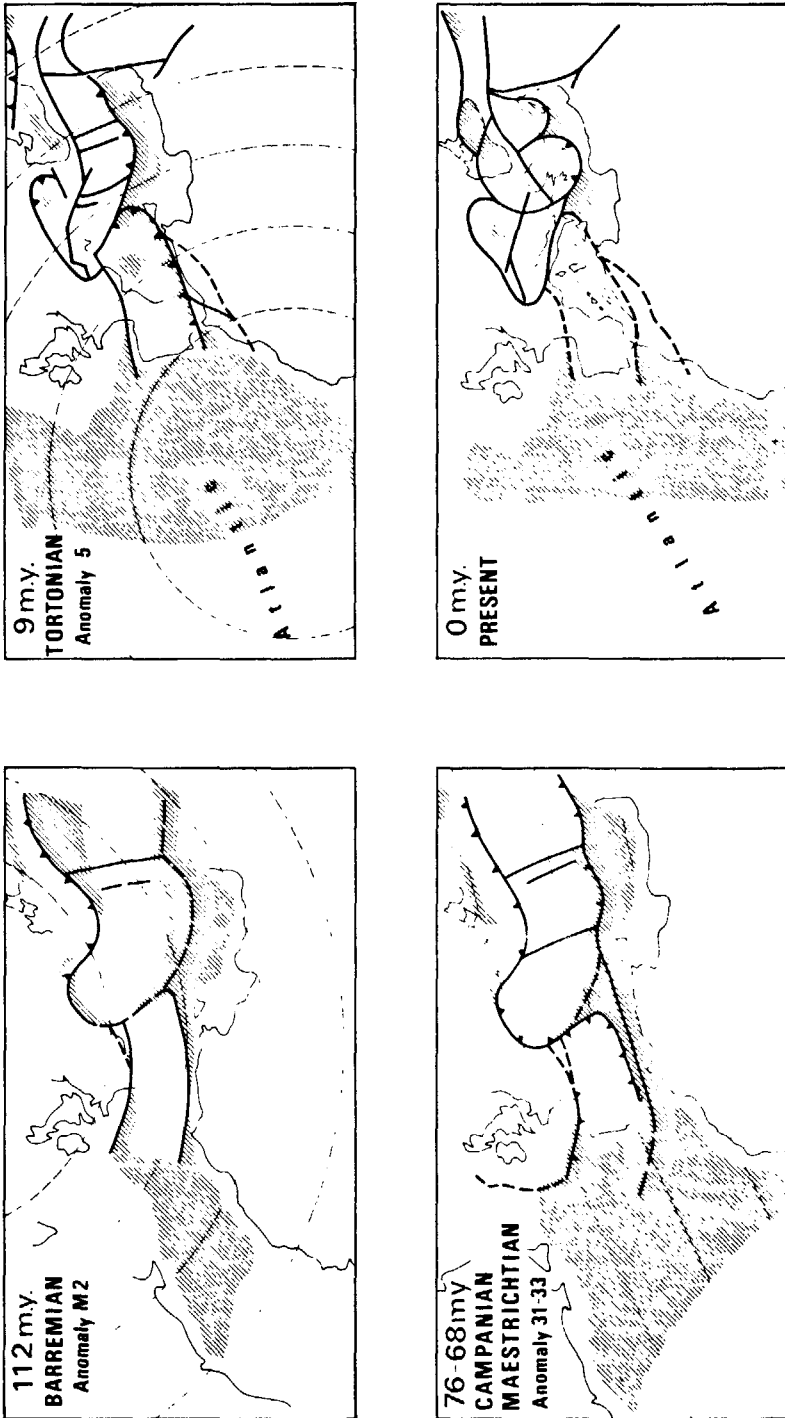 112 m.y.
BARREMIAN
Anomaly M2
76-68 my
CAMPANIAN
MAESTRICHTIAN
Anomaly 31-33
9 m.y.
TORTONIAN
Anomaly 5
Atlantic
0 m.y.
PRESENT
Atlantic